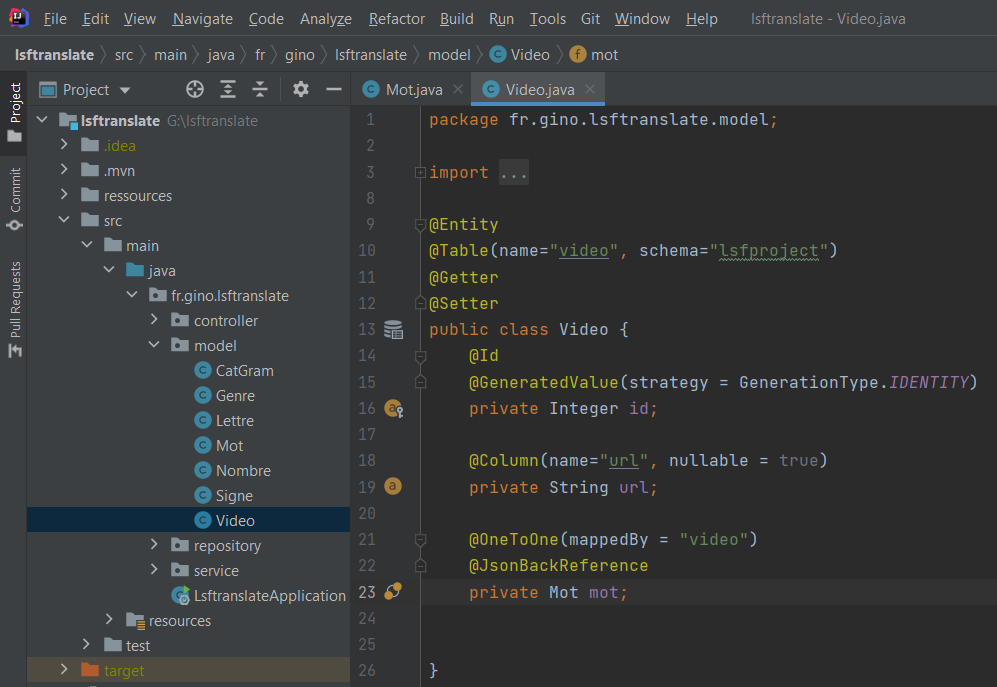 File Edit View Navigate Code Analyze Refactor Build Run Tools Git Window Help lsftranslate - Video.java
lsftranslate src main java fr gino lsftranslate model C Video f mot
Project
Commit
Pull Requests
Project
lsftranslate G:\lsftranslate
.idea
.mvn
ressources
src
main
java
fr.gino.lsftranslate
controller
model
C CatGram
C Genre
C Lettre
C Mot
C Nombre
C Signe
C Video
repository
service
LsftranslateApplication
resources
test
target
C Mot.java C Video.java
1 package fr.gino.lsftranslate.model;
2
3 import ...
8
9 @Entity
10 @Table(name="video", schema="lsfproject")
11 @Getter
12 @Setter
13 public class Video {
14 @Id
15 @GeneratedValue(strategy = GenerationType.IDENTITY)
16 private Integer id;
17
18 @Column(name="url", nullable = true)
19 private String url;
20
21 @OneToOne(mappedBy = "video")
22 @JsonBackReference
23 private Mot mot;
24
25
26 }